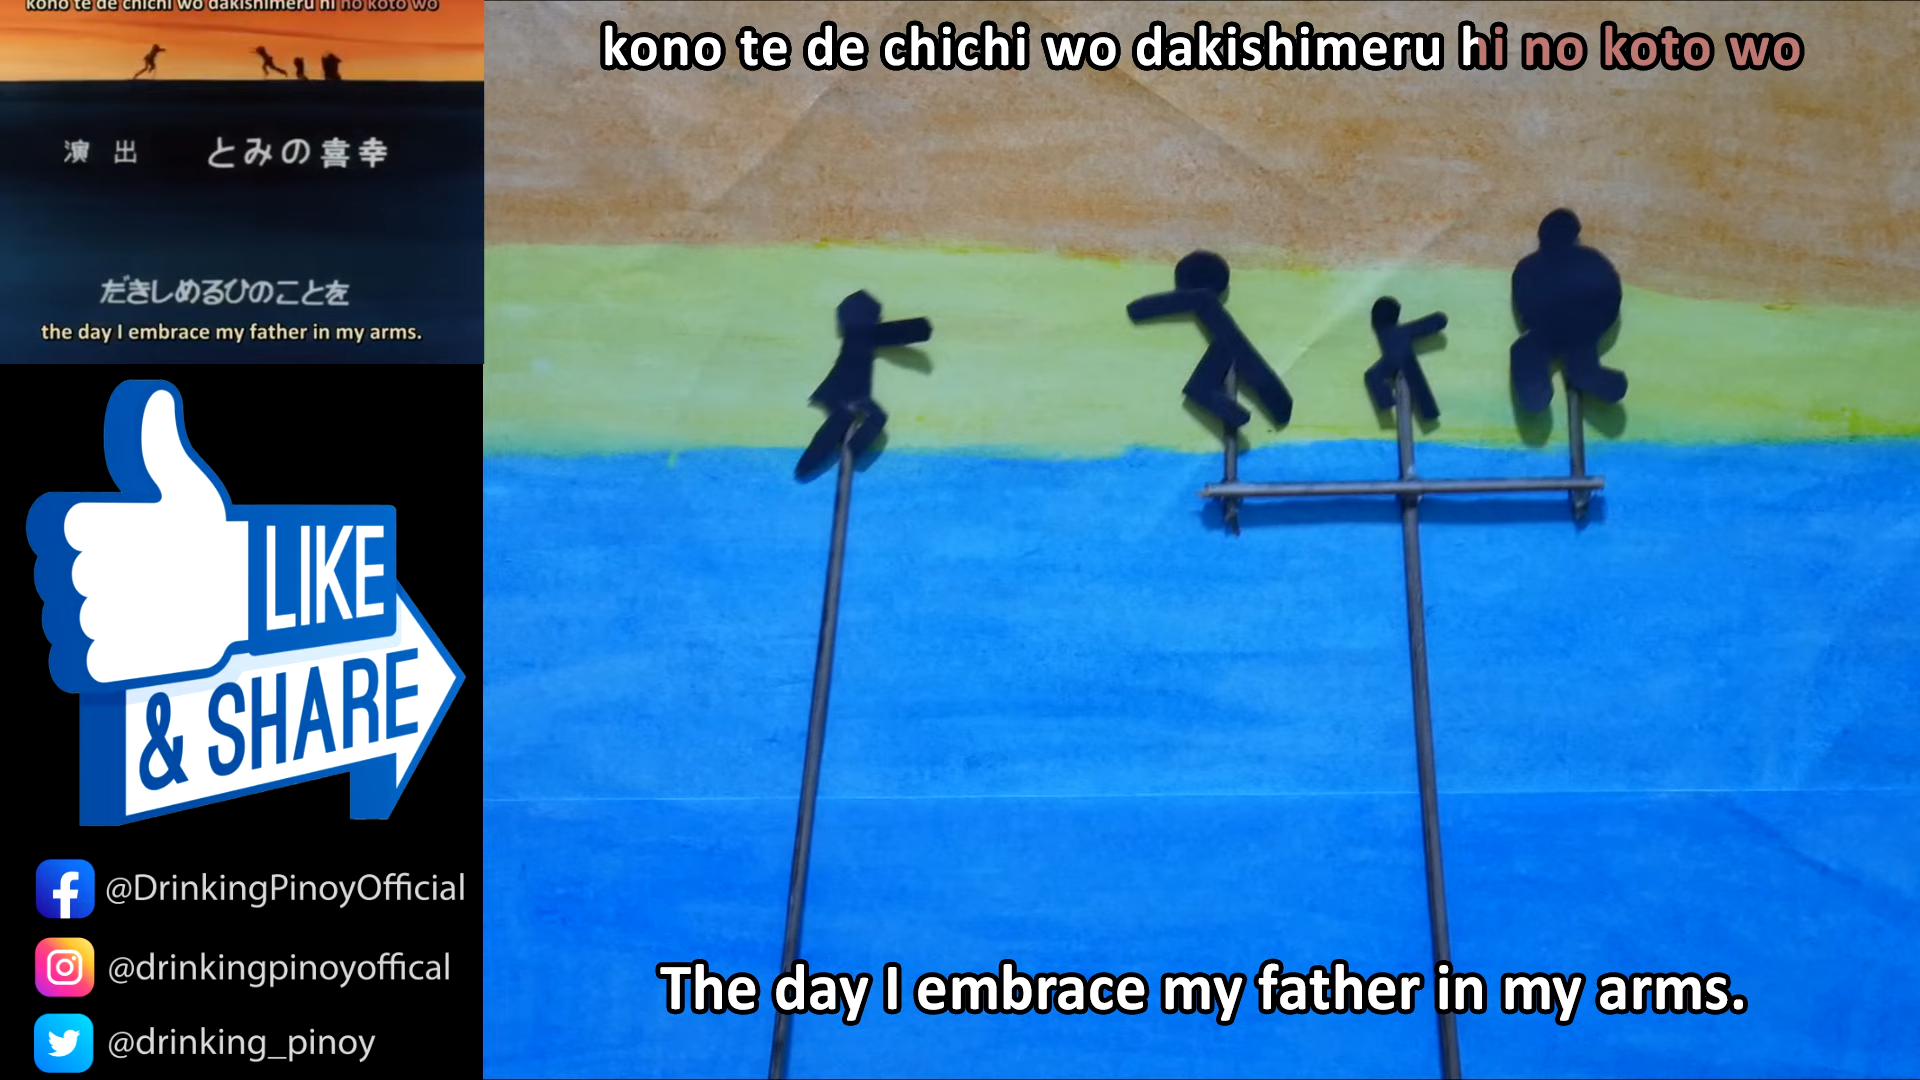 kono te de chichi wo dakishimeru hi no koto wo
演 出 とみの喜幸
だきしめるひのことを
the day I embrace my father in my arms.
LIKE
& SHARE
@DrinkingPinoyOfficial
@drinkingpinoyoffical
@drinking_pinoy
kono te de chichi wo dakishimeru hi no koto wo
The day I embrace my father in my arms.